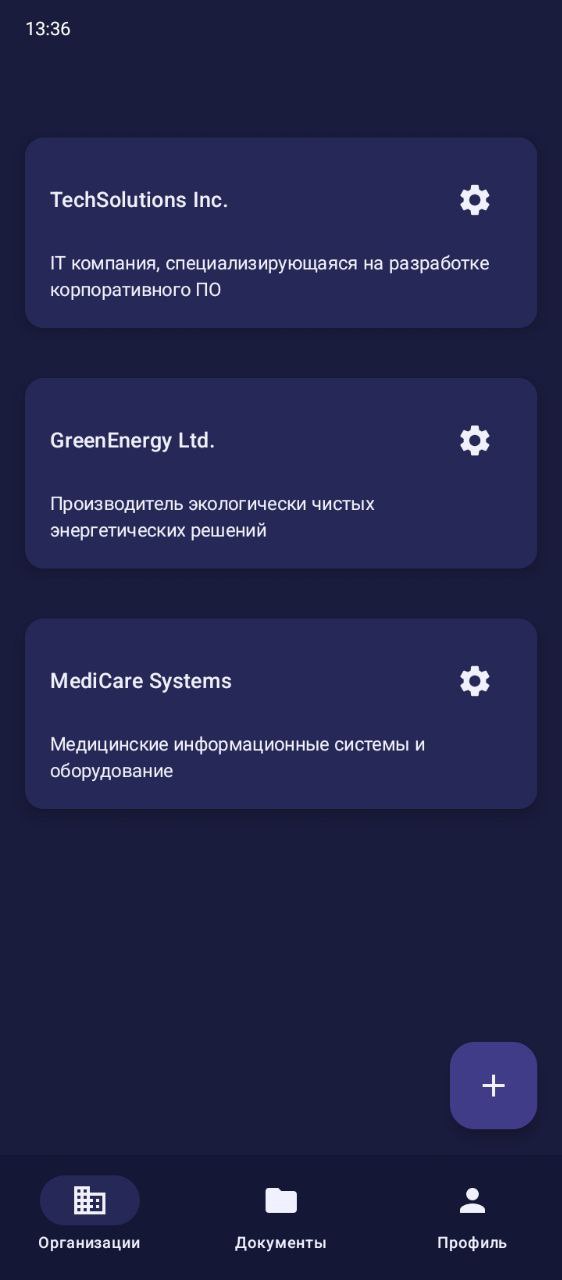 13:36
TechSolutions Inc.
IT компания, специализирующаяся на разработке
корпоративного ПО
GreenEnergy Ltd.
Производитель экологически чистых
энергетических решений
MediCare Systems
Медицинские информационные системы и
оборудование
Организации
Документы
Профиль